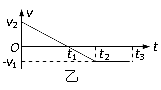 v
v₂
O
t₁
t₂
t₃
t
-v₁
乙